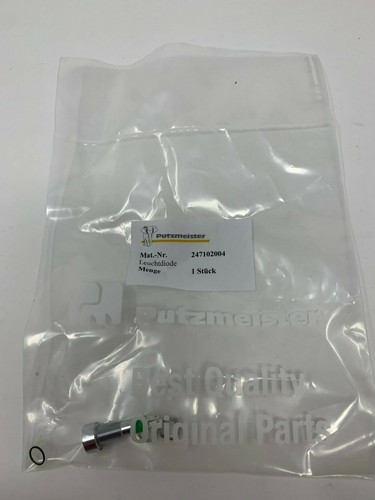 Putzmeister
Mat.-Nr. 247102004
Leuchtdiode
Menge 1 Stück
Putzmeister
Best Quality
Original Parts